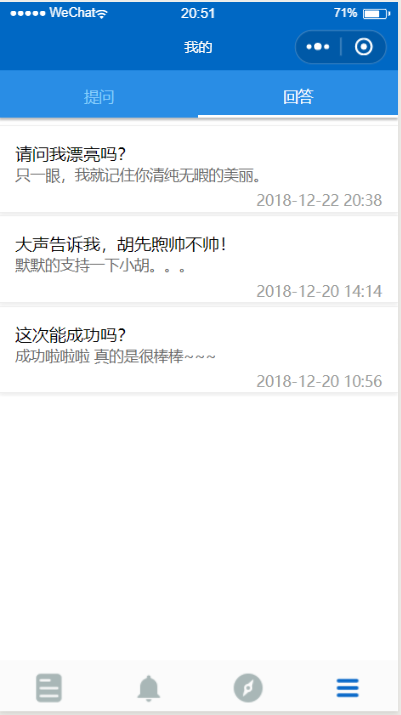 ●●●●● WeChat 20:51 71%
我的
提问 回答
请问我漂亮吗？
只一眼，我就记住你清纯无暇的美丽。
2018-12-22 20:38
大声告诉我，胡先煦帅不帅！
默默的支持一下小胡。。。
2018-12-20 14:14
这次能成功吗？
成功啦啦啦 真的是很棒棒~~~
2018-12-20 10:56